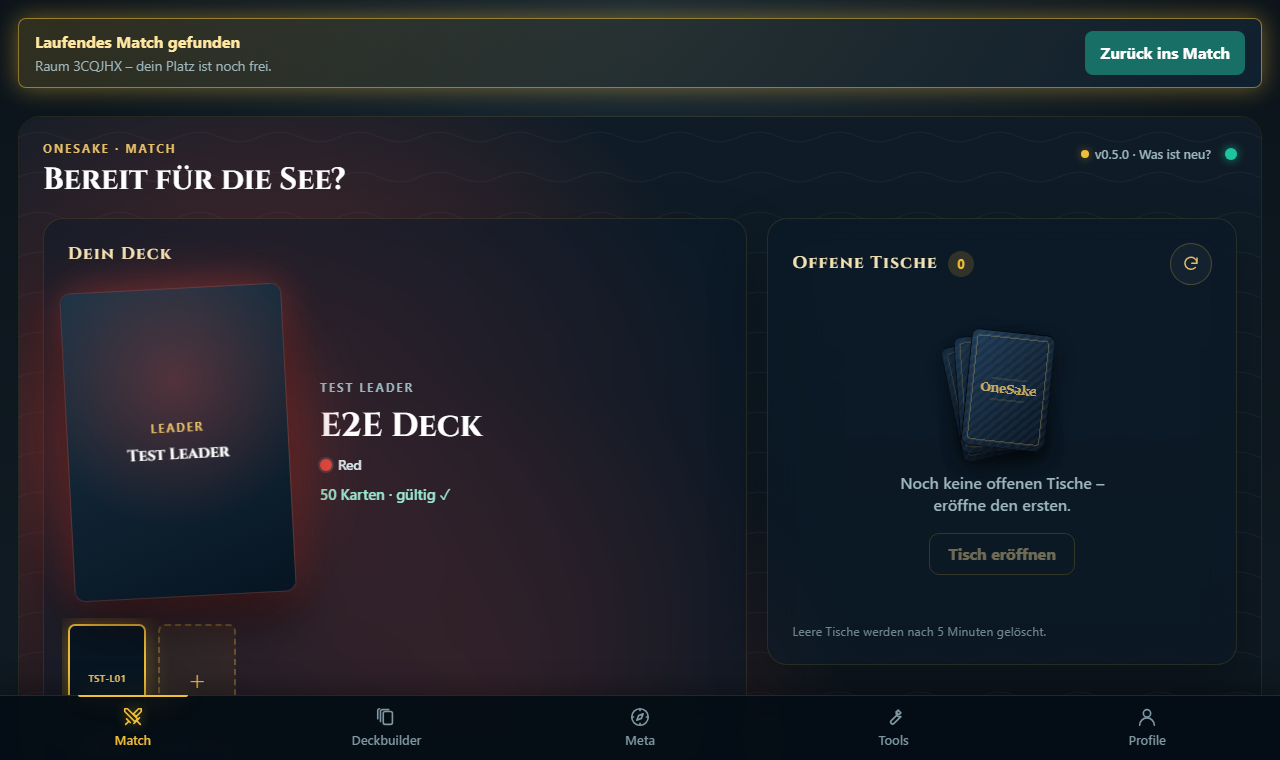 Laufendes Match gefunden
Raum 3CQJHX – dein Platz ist noch frei.
Zurück ins Match
ONESAKE · MATCH
Bereit für die See?
v0.5.0 · Was ist neu?
Dein Deck
LEADER
Test Leader
TEST LEADER
E2E Deck
Red
50 Karten · gültig ✓
TST-L01
+
Offene Tische 0
OneSake
Noch keine offenen Tische –
eröffne den ersten.
Tisch eröffnen
Leere Tische werden nach 5 Minuten gelöscht.
Match
Deckbuilder
Meta
Tools
Profile